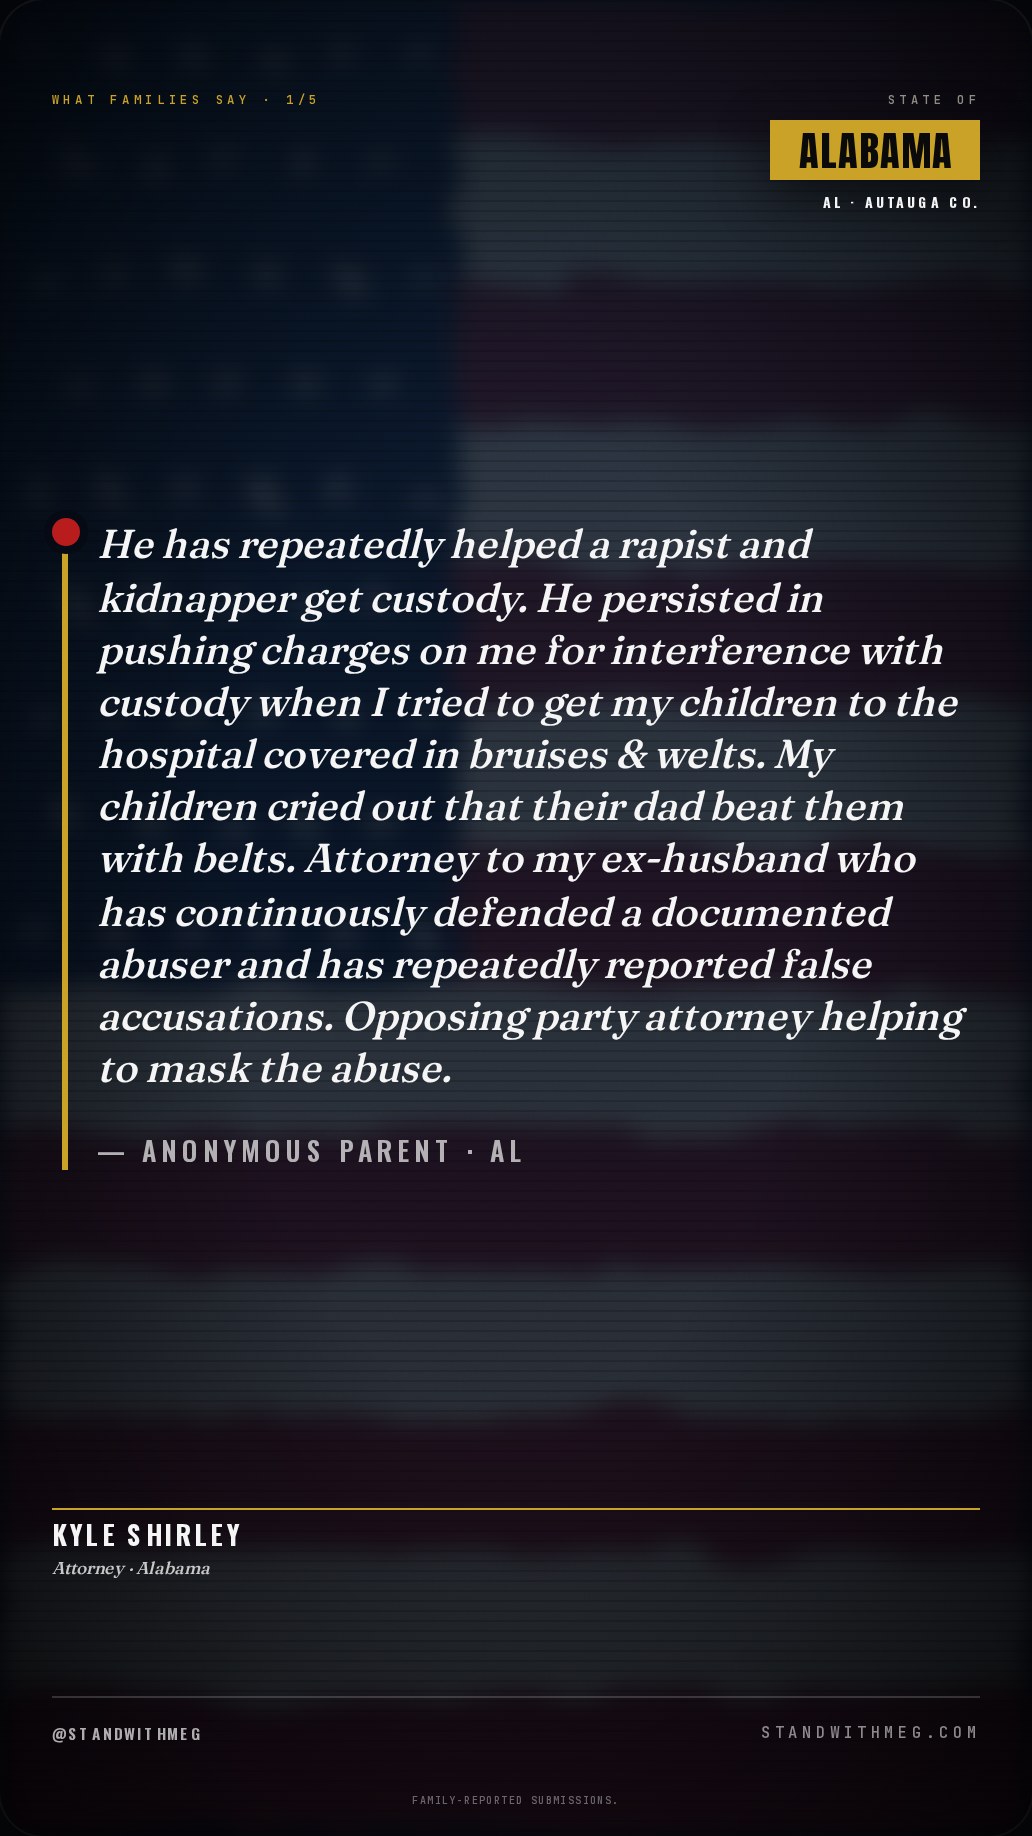 WHAT FAMILIES SAY · 1/5
STATE OF
ALABAMA
AL · AUTAUGA CO.
He has repeatedly helped a rapist and
kidnapper get custody. He persisted in
pushing charges on me for interference with
custody when I tried to get my children to the
hospital covered in bruises & welts. My
children cried out that their dad beat them
with belts. Attorney to my ex-husband who
has continuously defended a documented
abuser and has repeatedly reported false
accusations. Opposing party attorney helping
to mask the abuse.
— ANONYMOUS PARENT · AL
KYLE SHIRLEY
Attorney · Alabama
@STANDWITHMEG
STANDWITHMEG.COM
FAMILY-REPORTED SUBMISSIONS.